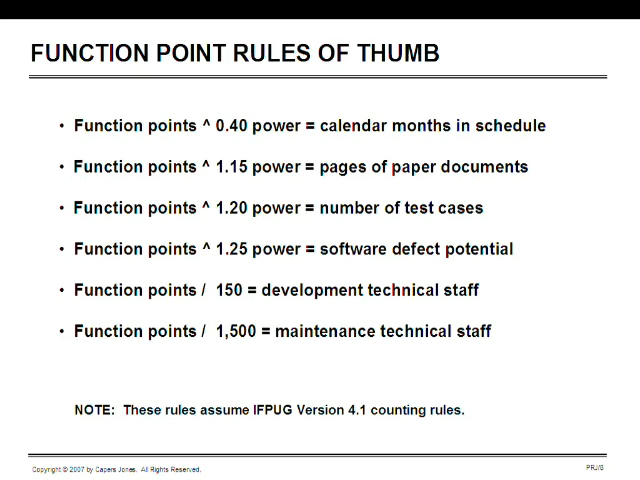 FUNCTION POINT RULES OF THUMB
• Function points ^ 0.40 power = calendar months in schedule
• Function points ^ 1.15 power = pages of paper documents
• Function points ^ 1.20 power = number of test cases
• Function points ^ 1.25 power = software defect potential
• Function points / 150 = development technical staff
• Function points / 1,500 = maintenance technical staff
NOTE: These rules assume IFPUG Version 4.1 counting rules.
Copyright © 2007 by Capers Jones. All Rights Reserved.
PRJ/8